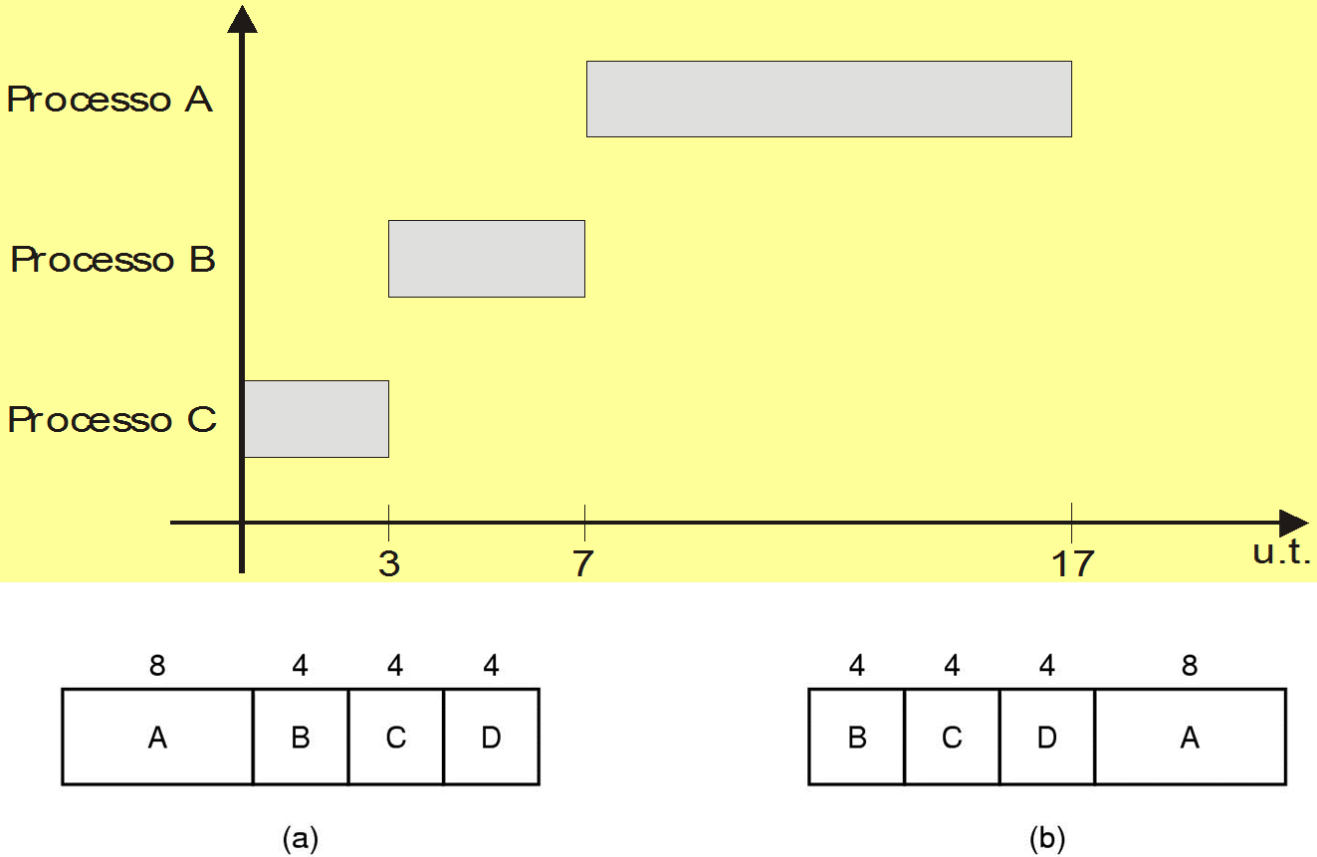 Processo A
Processo B
Processo C
3 7 17 u.t.
8 4 4 4 4 4 4 8
A B C D B C D A
(a) (b)